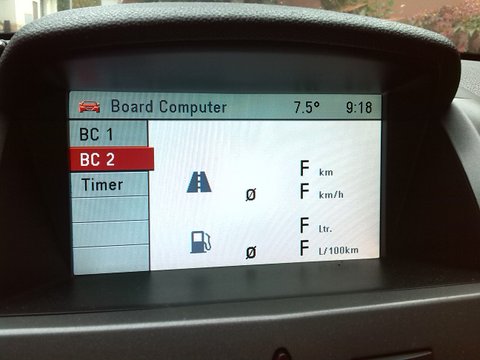 Board Computer 7.5° 9:18
BC 1
BC 2
Timer
F km
ø F km/h
F Ltr.
ø F L/100km